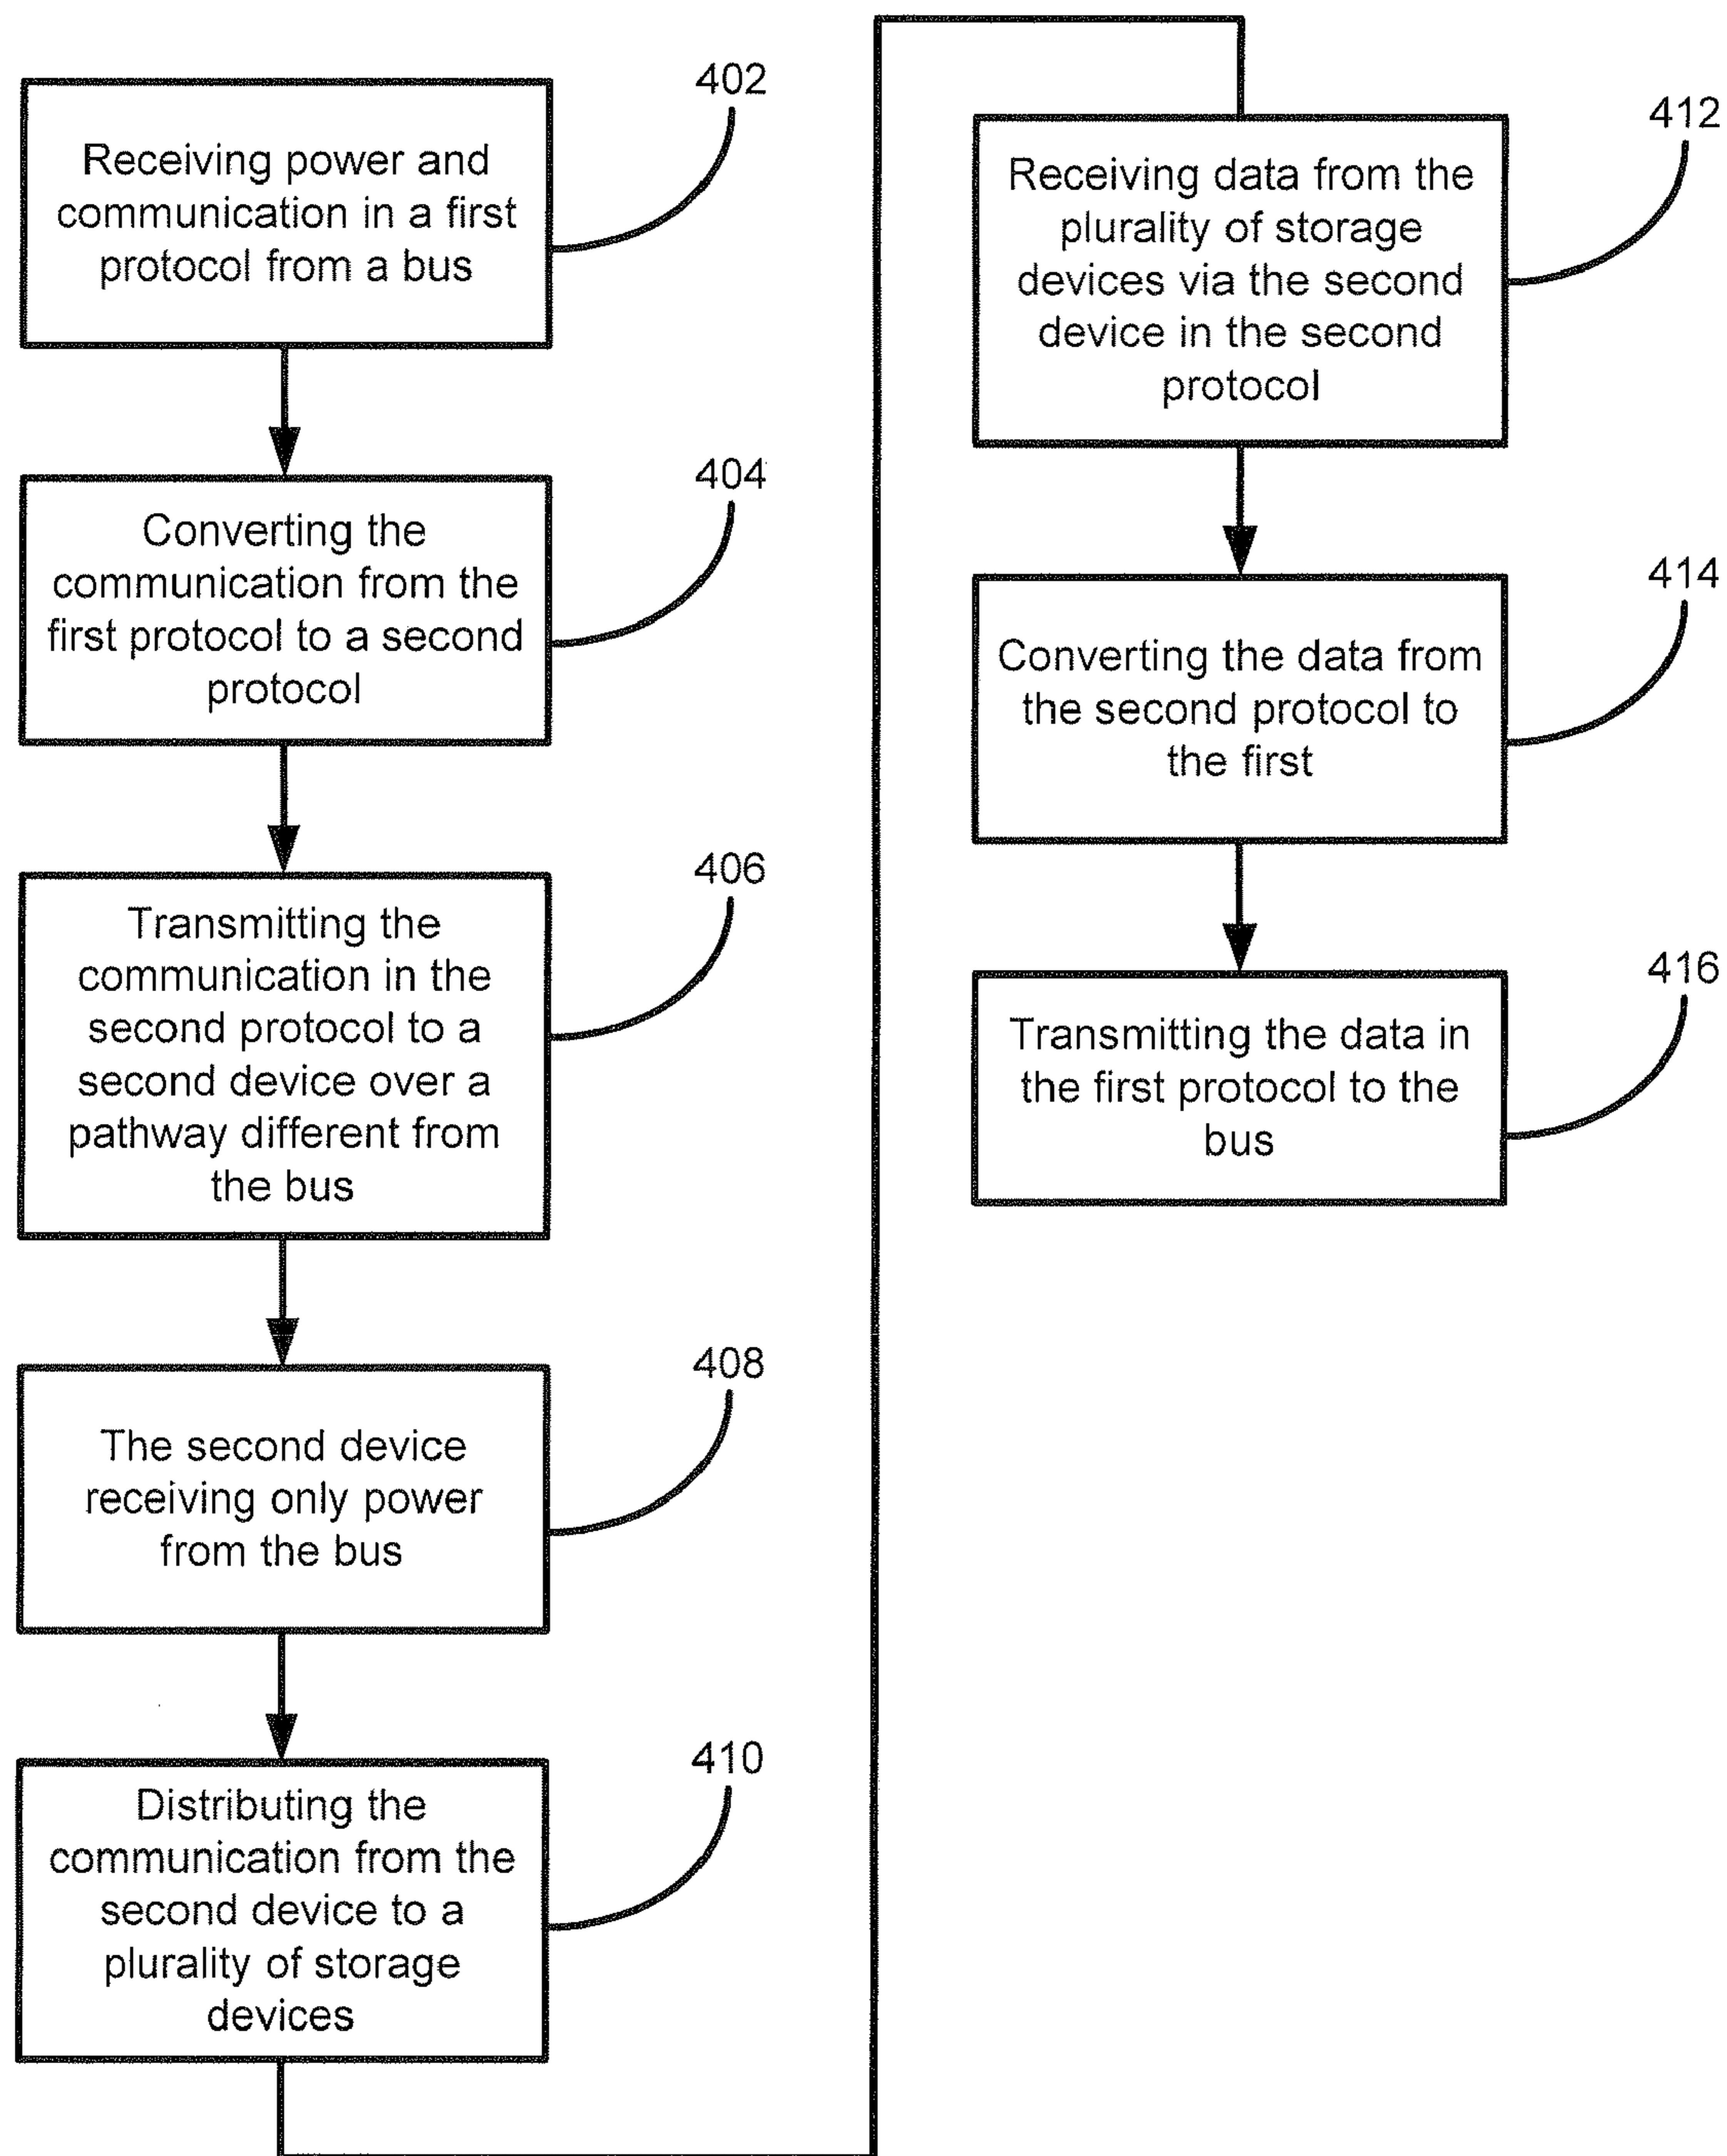 402
Receiving power and
communication in a first
protocol from a bus
404
Converting the
communication from the
first protocol to a second
protocol
406
Transmitting the
communication in the
second protocol to a
second device over a
pathway different from
the bus
408
The second device
receiving only power
from the bus
410
Distributing the
communication from the
second device to a
plurality of storage
devices
412
Receiving data from the
plurality of storage
devices via the second
device in the second
protocol
414
Converting the data from
the second protocol to
the first
416
Transmitting the data in
the first protocol to the
bus